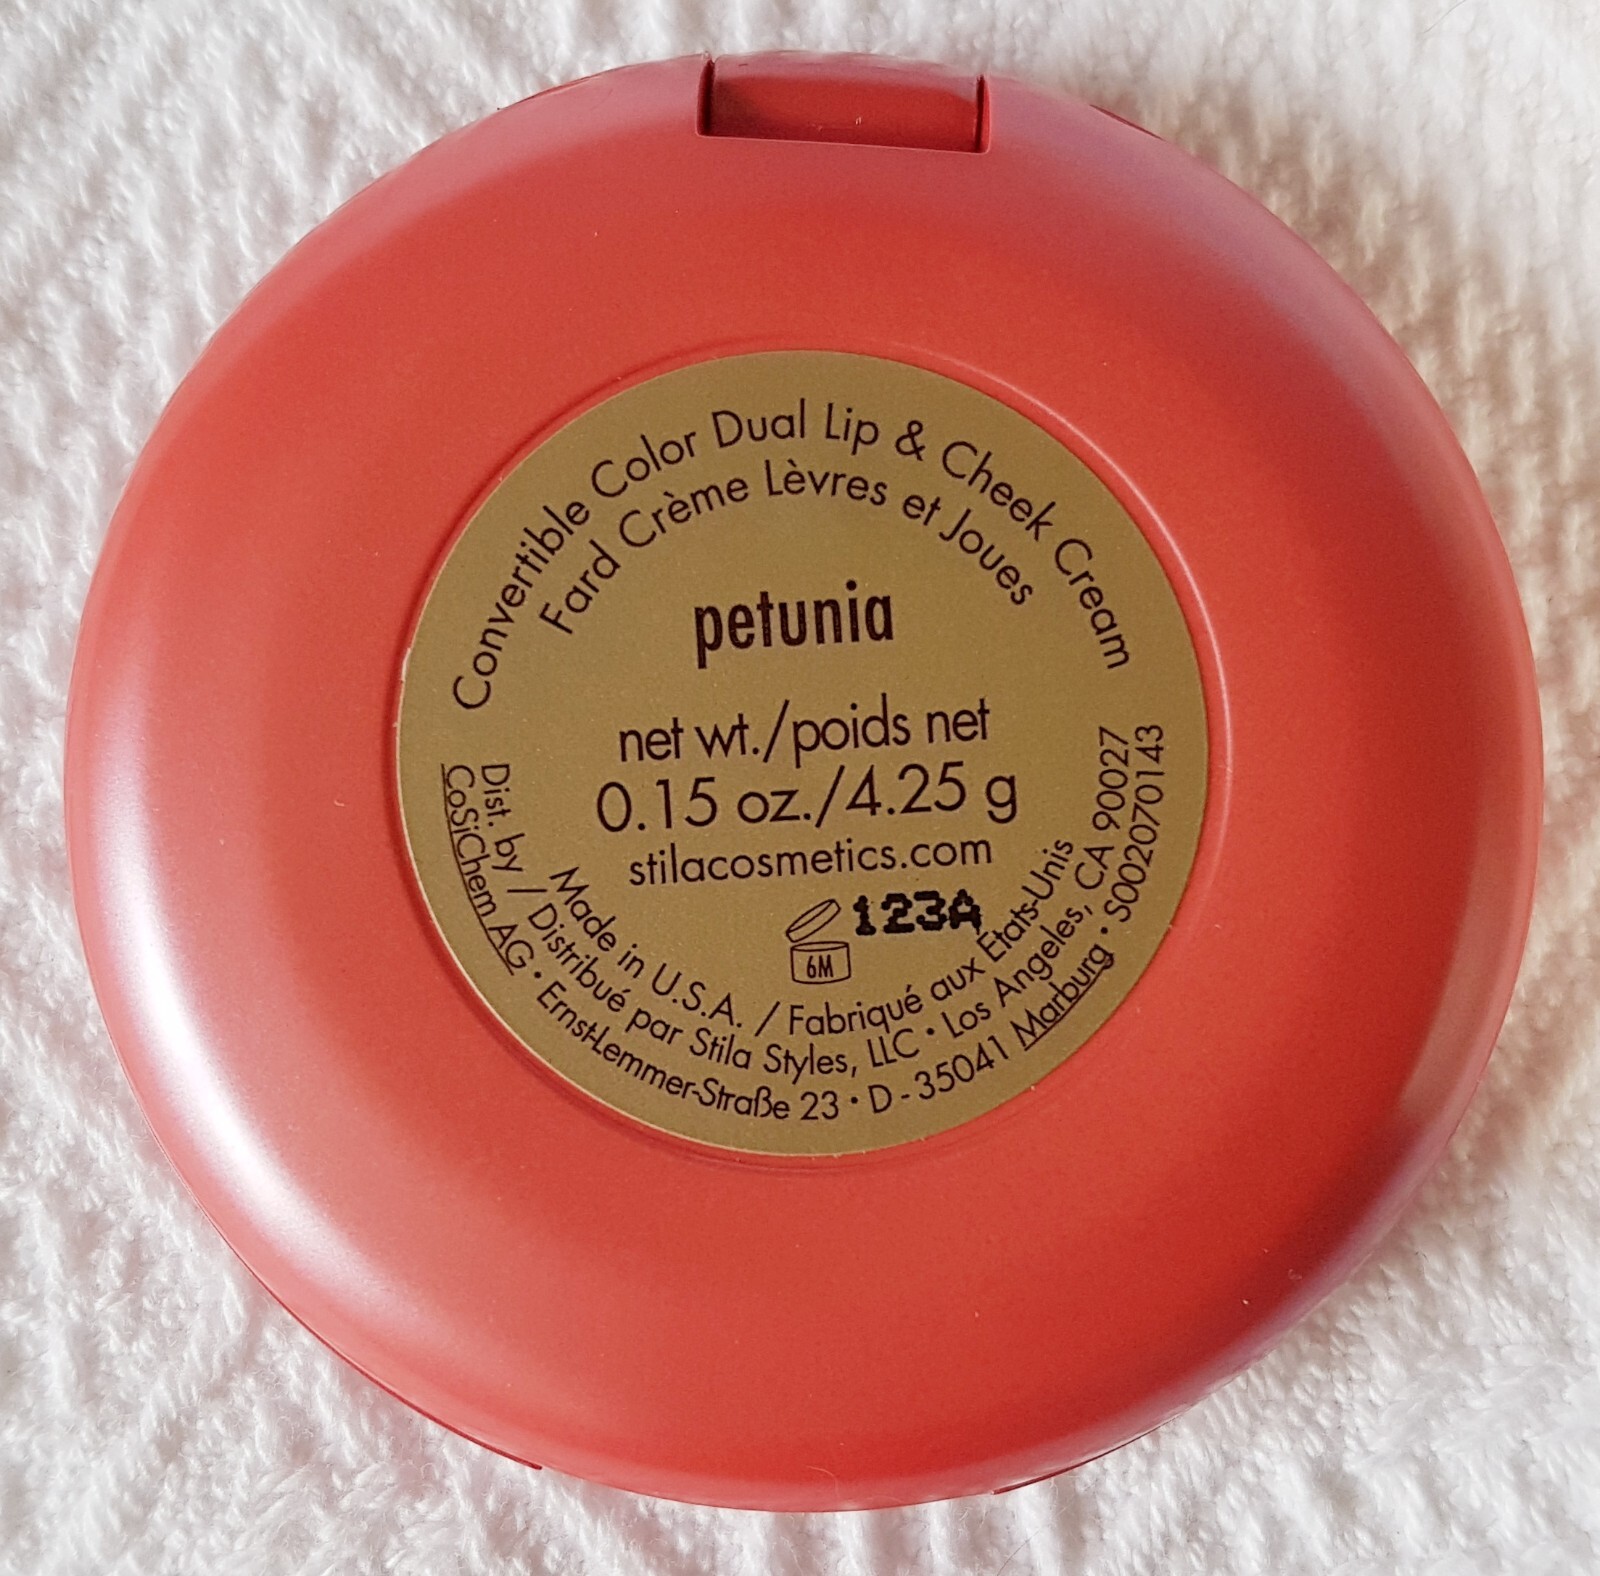 Convertible Color Dual Lip & Cheek Cream
Fard Crème Lèvres et Joues
petunia
net wt./poids net
0.15 oz./4.25 g
stilacosmetics.com
123A
6M
Made in U.S.A. / Fabriqué aux États-Unis
Dist. by / Distribué par Stila Styles, LLC • Los Angeles, CA 90027
CoSiChem AG • Ernst-Lemmer-Straße 23 • D - 35041 Marburg • S002070143